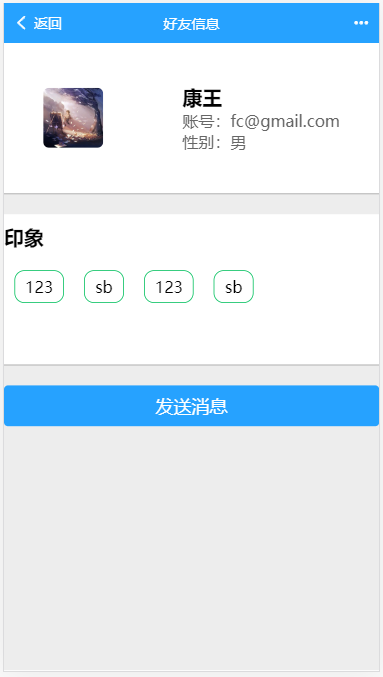 返回 好友信息 •••
康王
账号：fc@gmail.com
性别：男
印象
123 sb 123 sb
发送消息